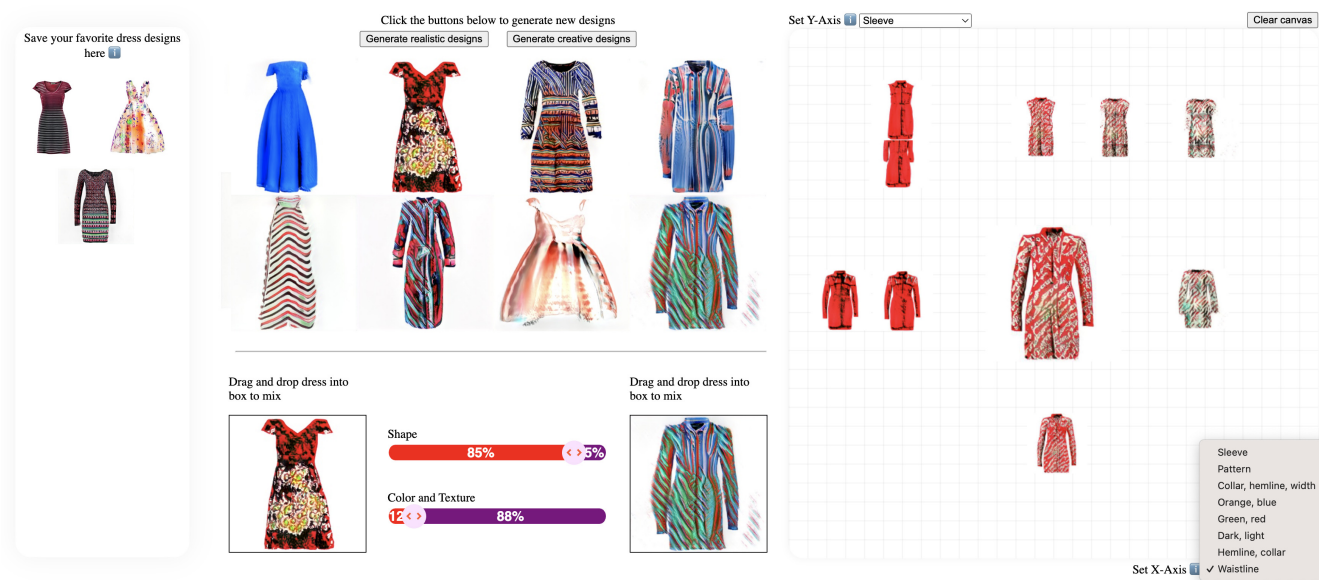 Save your favorite dress designs
here ℹ️
Click the buttons below to generate new designs
Generate realistic designs
Generate creative designs
Drag and drop dress into
box to mix
Shape
85%
5%
Color and Texture
12
88%
Drag and drop dress into
box to mix
Set Y-Axis ℹ️ Sleeve
Clear canvas
Sleeve
Pattern
Collar, hemline, width
Orange, blue
Green, red
Dark, light
Hemline, collar
Set X-Axis ℹ️ ✓ Waistline